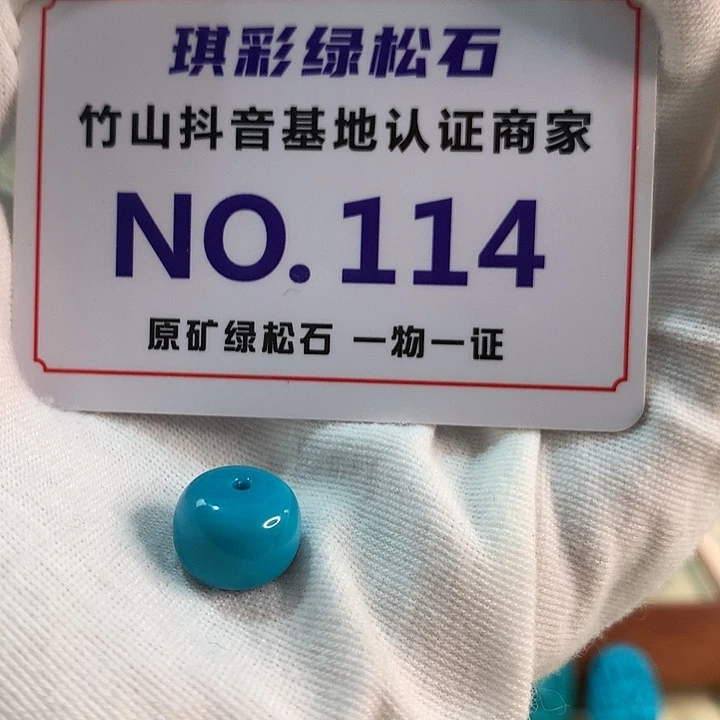 琪彩绿松石
竹山抖音基地认证商家
NO.114
原矿绿松石 一物一证